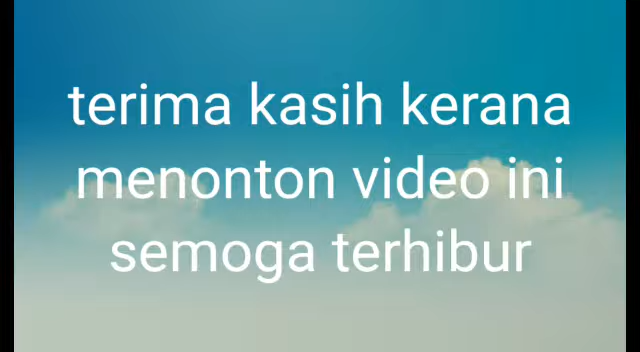 terima kasih kerana
menonton video ini
semoga terhibur